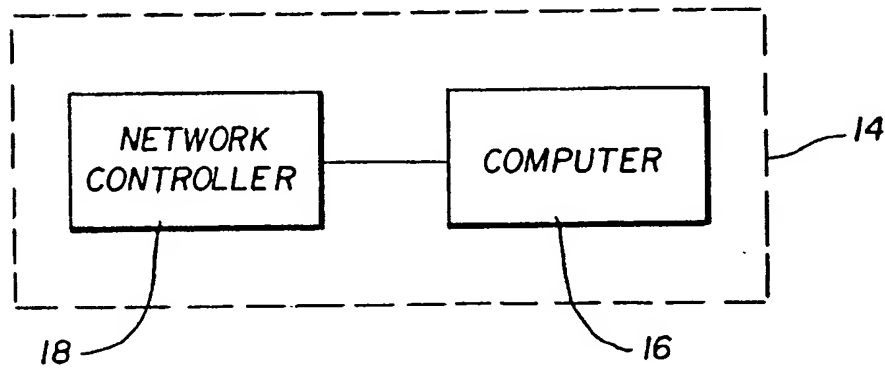 NETWORK
CONTROLLER
COMPUTER
14
18
16